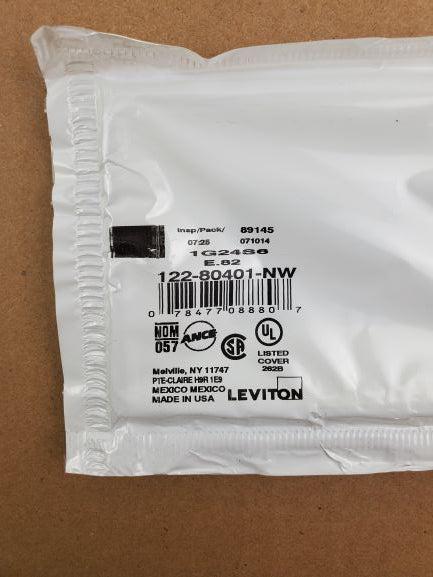 Insp/Pack/ 89145
07:25 071014
1G24S6
E.82
122-80401-NW
0 78477 08880 7
NOM 057 ANCE SA UL
LISTED
COVER
262B
Melville, NY 11747
PTE-CLAIRE H9R 1E9
MEXICO MEXICO
MADE IN USA LEVITON